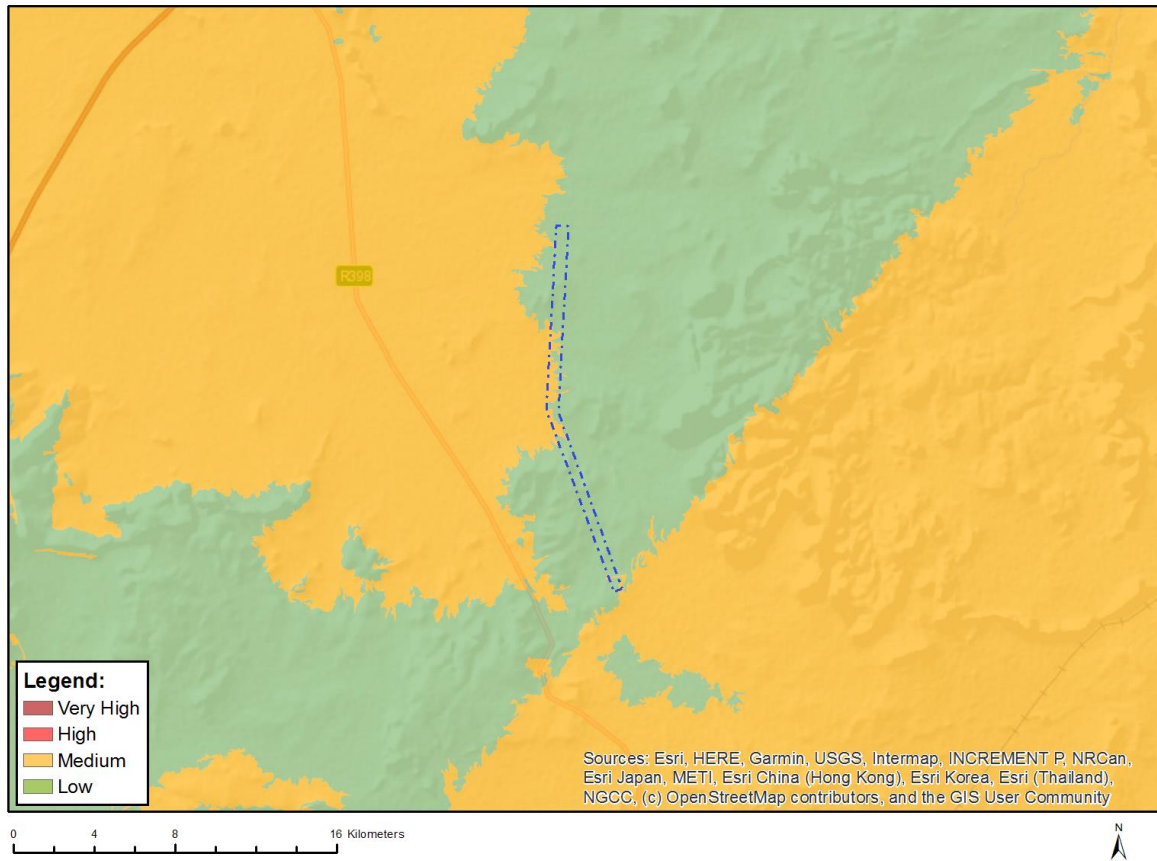 R398
Legend:
Very High
High
Medium
Low
Sources: Esri, HERE, Garmin, USGS, Intermap, INCREMENT P, NRCan,
Esri Japan, METI, Esri China (Hong Kong), Esri Korea, Esri (Thailand),
NGCC, (c) OpenStreetMap contributors, and the GIS User Community
0 4 8 16 Kilometers
N